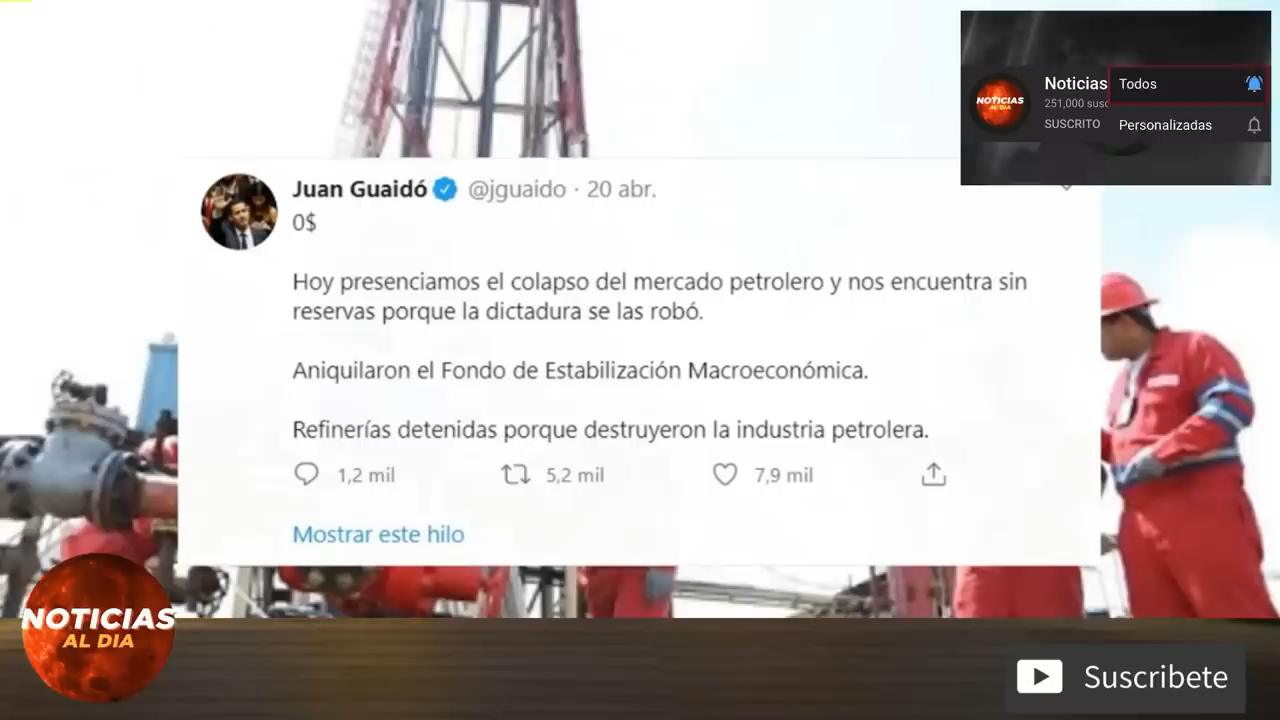 Noticias
Todos
251,000 susc
SUSCRITO
Personalizadas
NOTICIAS
AL DIA
Juan Guaidó @jguaido · 20 abr.
0$
Hoy presenciamos el colapso del mercado petrolero y nos encuentra sin
reservas porque la dictadura se las robó.
Aniquilaron el Fondo de Estabilización Macroeconómica.
Refinerías detenidas porque destruyeron la industria petrolera.
1,2 mil 5,2 mil 7,9 mil
Mostrar este hilo
NOTICIAS
AL DIA
Suscribete